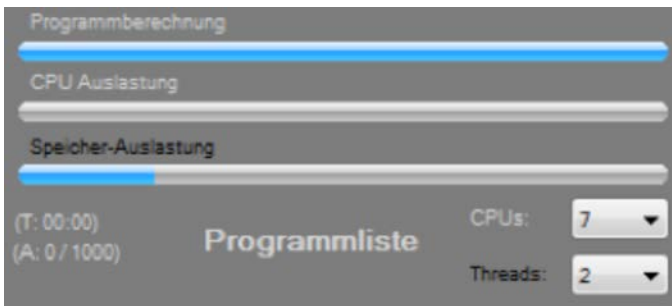 Programmberechnung
CPU Auslastung
Speicher-Auslastung
(T: 00:00)
(A: 0 / 1000)
Programmliste
CPUs: 7
Threads: 2